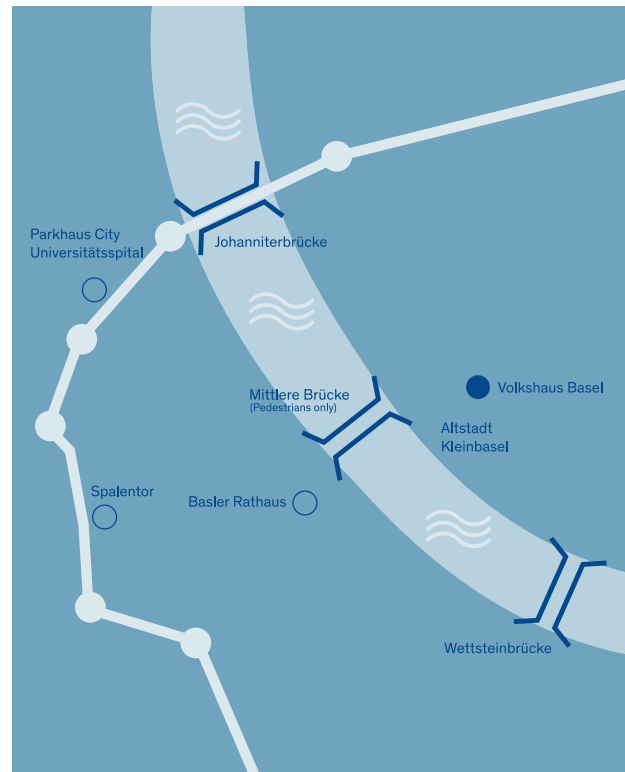 Parkhaus City
Universitätsspital
Johanniterbrücke
Mittlere Brücke
(Pedestrians only)
Volkshaus Basel
Altstadt
Kleinbasel
Spalentor
Basler Rathaus
Wettsteinbrücke